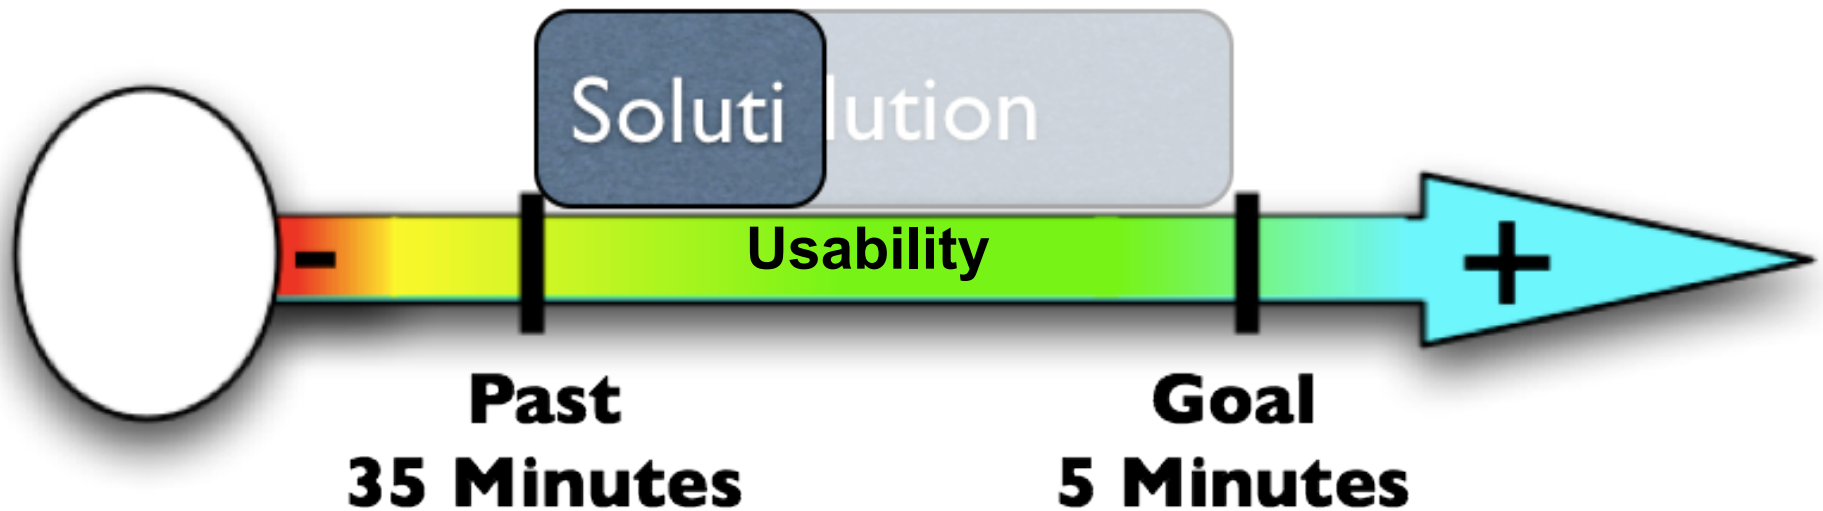 Soluti lution
- Usability +
Past Goal
35 Minutes 5 Minutes